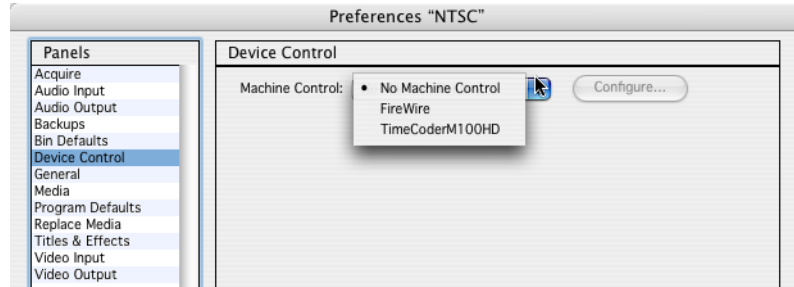 Preferences “NTSC”
Panels
Acquire
Audio Input
Audio Output
Backups
Bin Defaults
Device Control
General
Media
Program Defaults
Replace Media
Titles & Effects
Video Input
Video Output
Device Control
Machine Control:
• No Machine Control
FireWire
TimeCoderM100HD
Configure...